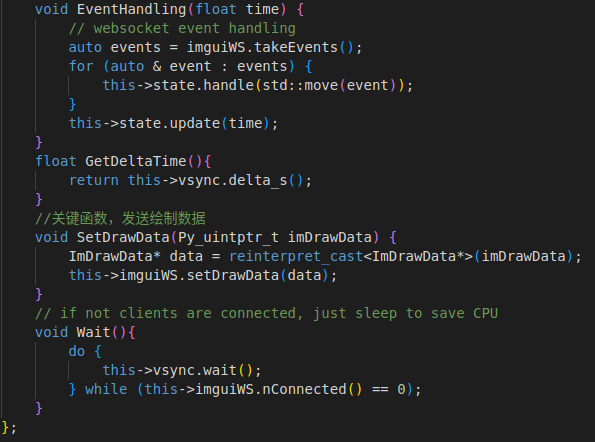 void EventHandling(float time) {
// websocket event handling
auto events = imguiWS.takeEvents();
for (auto & event : events) {
this->state.handle(std::move(event));
}
this->state.update(time);
}
float GetDeltaTime(){
return this->vsync.delta_s();
}
//关键函数，发送绘制数据
void SetDrawData(Py_uintptr_t imDrawData) {
ImDrawData* data = reinterpret_cast<ImDrawData*>(imDrawData);
this->imguiWS.setDrawData(data);
}
// if not clients are connected, just sleep to save CPU
void Wait(){
do {
this->vsync.wait();
} while (this->imguiWS.nConnected() == 0);
}
};